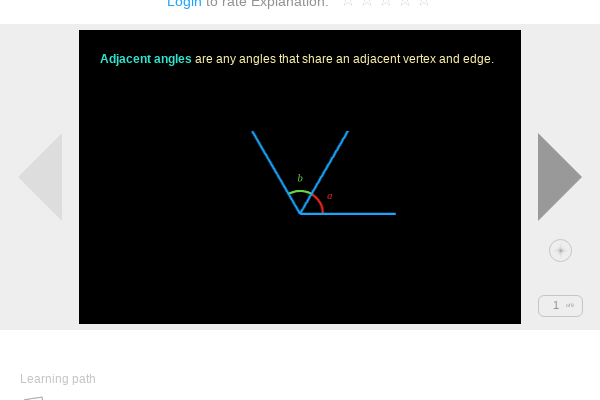 Login to rate Explanation:
Adjacent angles are any angles that share an adjacent vertex and edge.
b
a
1
Learning path